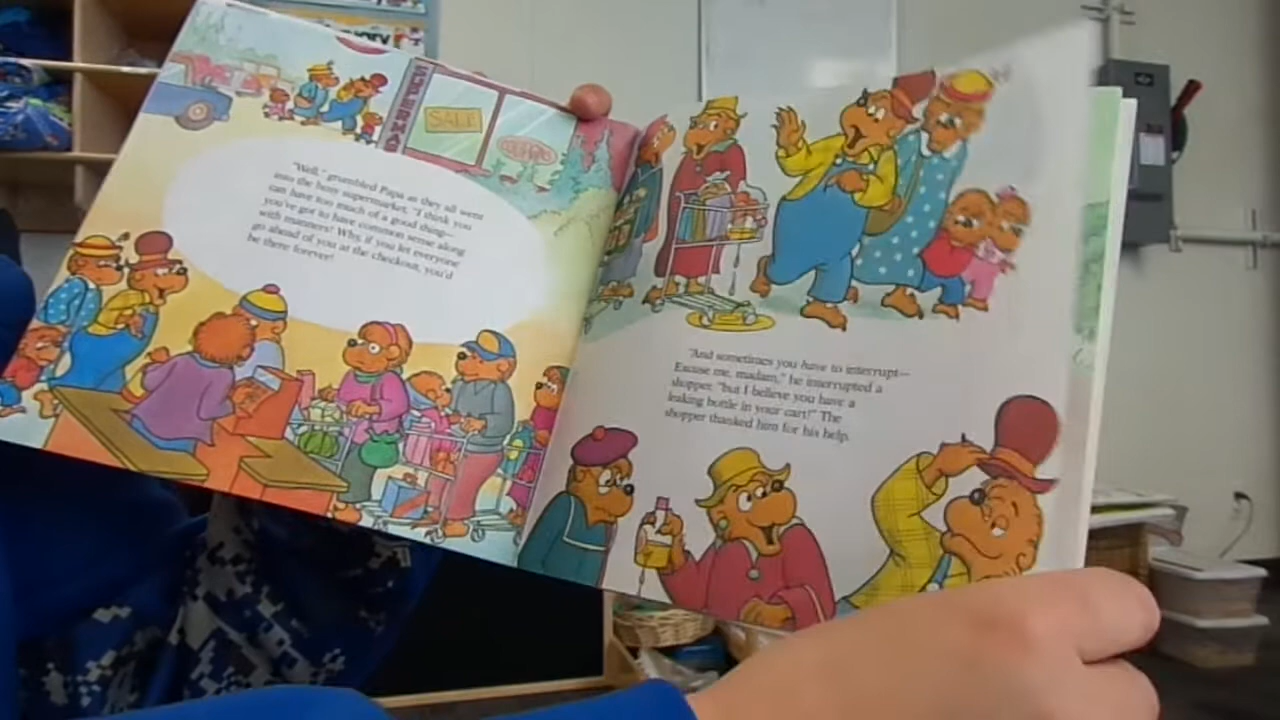 SUPERMA
SALE
"Well," grumbled Papa as they all went
into the busy supermarket. "I think you
can have too much of a good thing—
you've got to have common sense along
with manners! Why, if you let everyone
go ahead of you at the checkout, you'd
be there forever!"
"And sometimes you have to interrupt—
Excuse me, madam," he interrupted a
shopper, "but I believe you have a
leaking bottle in your cart!" The
shopper thanked him for his help.